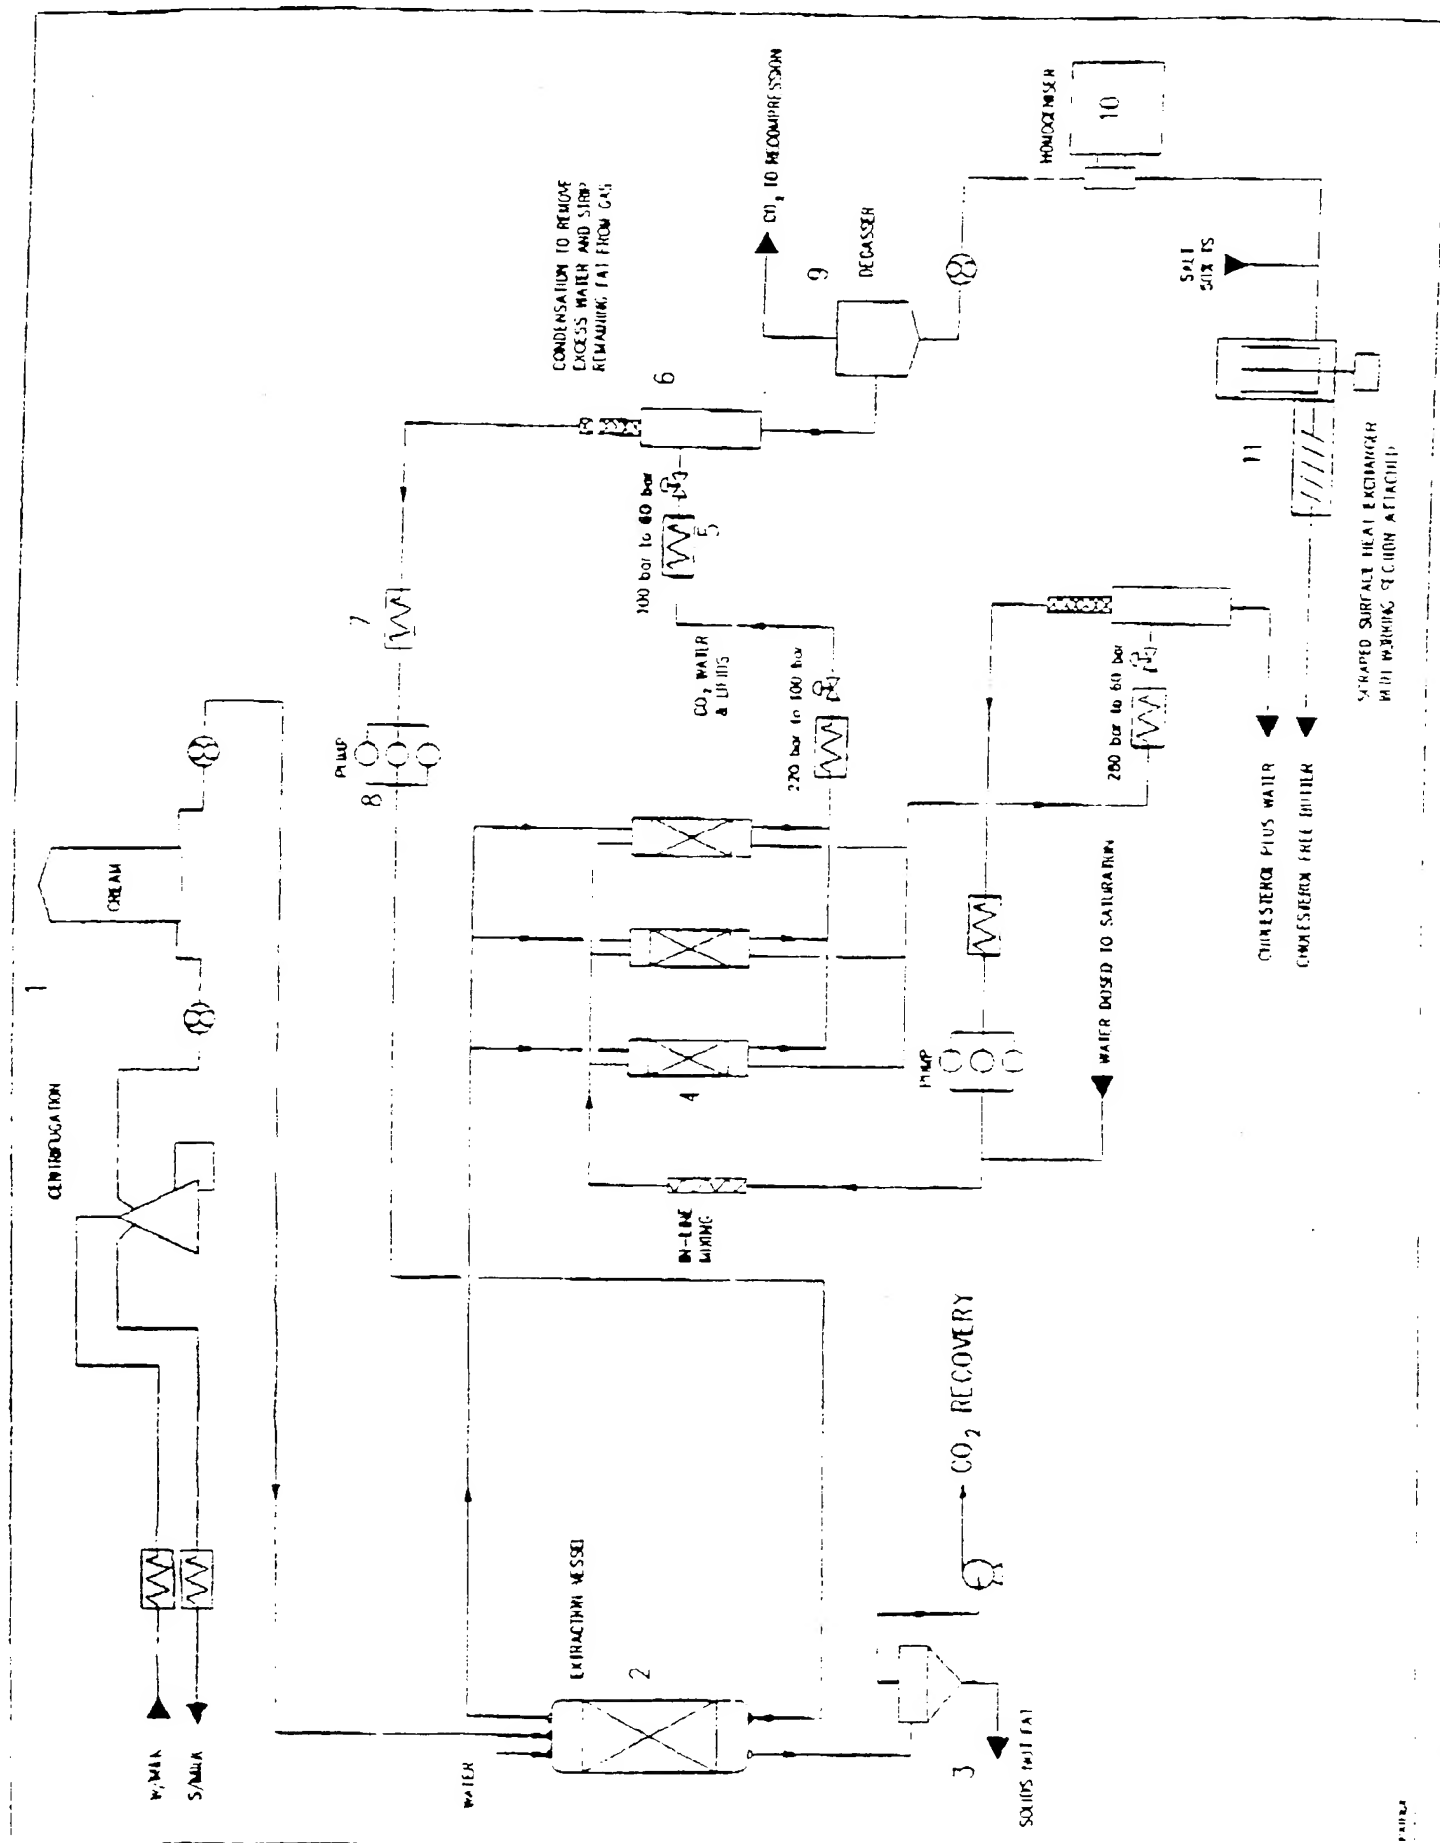 1
CENTRIFUGATION
CREAM
W/MILK
S/MILK
PUMP
8
7
CONDENSATION TO REMOVE
EXCESS WATER AND STRIP
REMAINING FAT FROM GAS
6
CO₂ TO RECOMPRESSION
9
DEGASSER
HOMOGENISER
10
100 bar to 60 bar
5
CO₂ WATER
& LIPIDS
220 bar to 100 bar
4
SALT
50% TS
11
SCRAPED SURFACE HEAT EXCHANGER
WITH WORKING SECTION ATTACHED
280 bar to 60 bar
PUMP
IN-LINE
MIXING
WATER DOSED TO SATURATION
CHOLESTEROL PLUS WATER
CHOLESTEROL FREE BUTTER
WATER
EXTRACTION VESSEL
2
CO₂ RECOVERY
3
SOLIDS NOT FAT